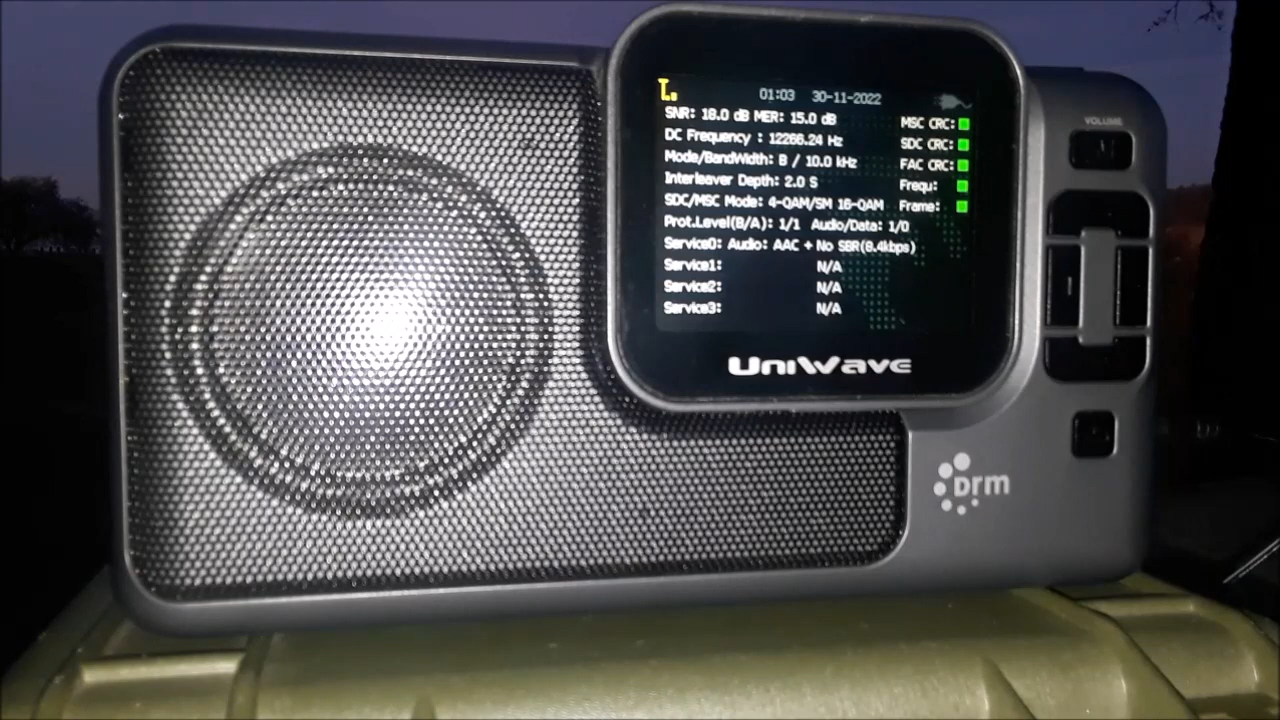 01:03 30-11-2022
SNR: 18.0 dB MER: 15.0 dB
MSC CRC:
DC Frequency : 12266.24 Hz
SDC CRC:
Mode/BandWidth: B / 10.0 kHz
FAC CRC:
Interleaver Depth: 2.0 S
Frequ:
SDC/MSC Mode: 4-QAM/SM 16-QAM
Frame:
Prot.Level(B/A): 1/1 Audio/Data: 1/0
Service0: Audio: AAC + No SBR(8.4kbps)
Service1: N/A
Service2: N/A
Service3: N/A
UniWave
VOLUME
Drm